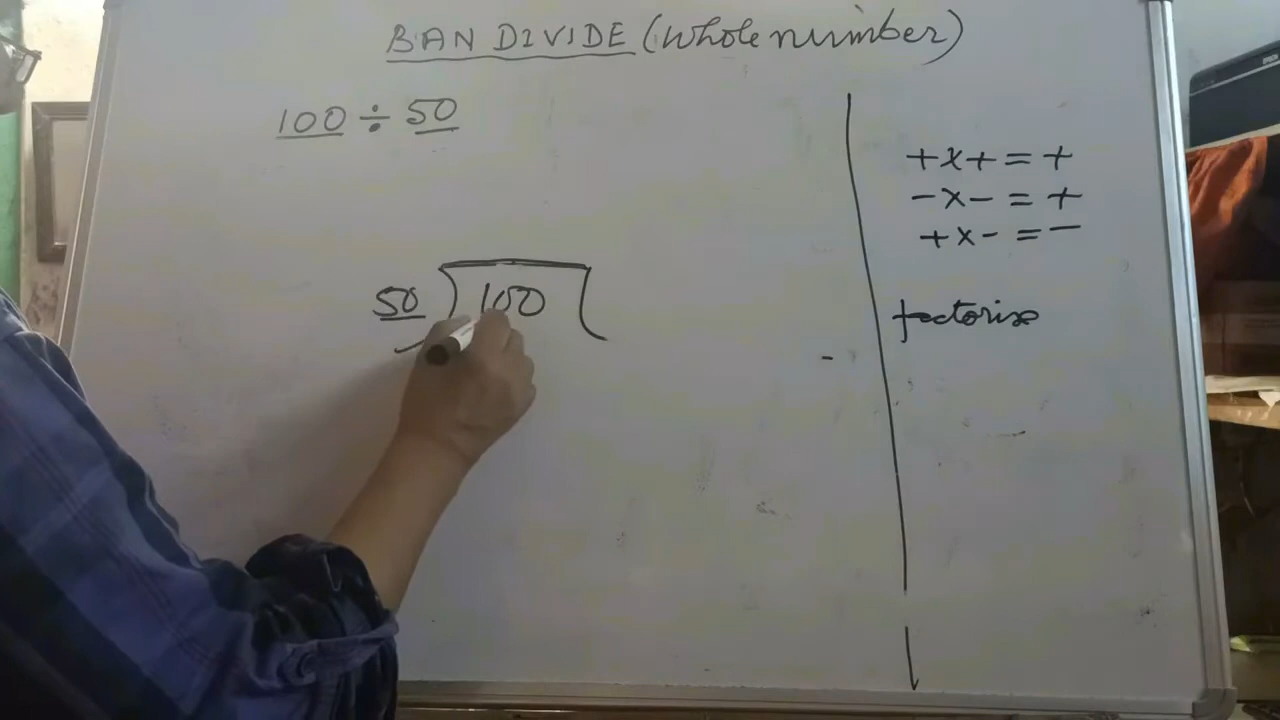 BAN DIVIDE (Whole number)
100 ÷ 50
50 ) 100 (
+ x + = +
- x - = +
+ x - = -
factorise